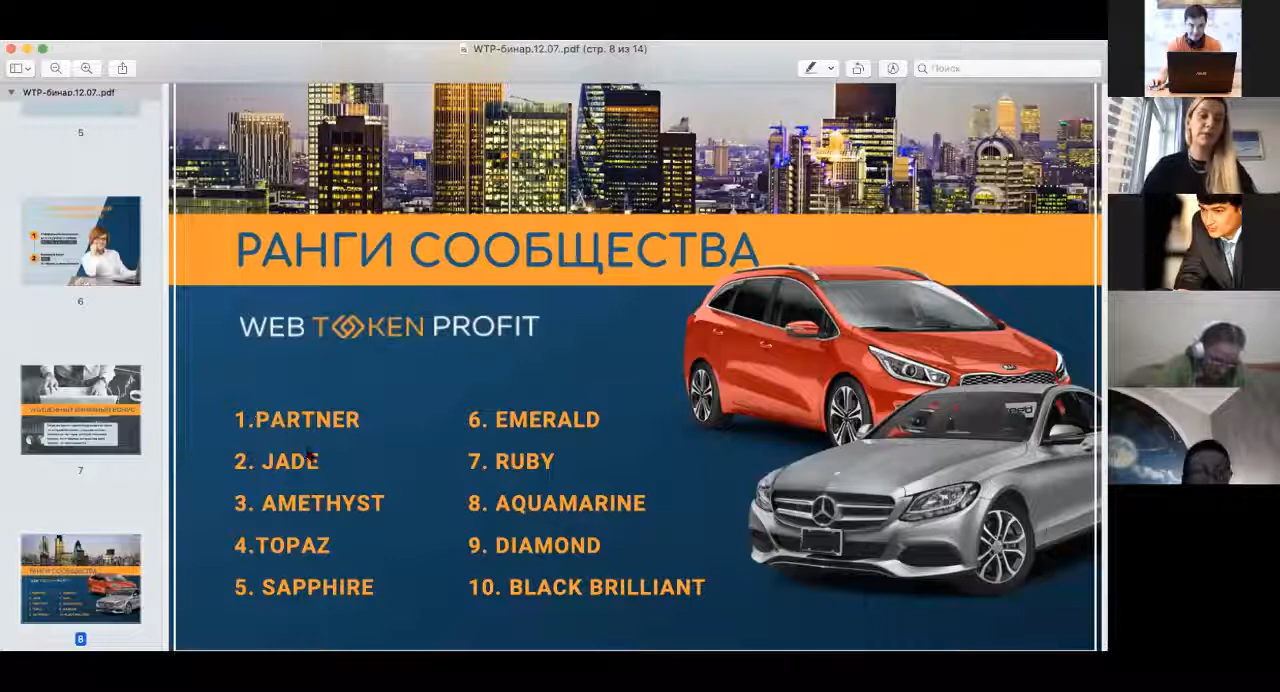 WTP-бинар.12.07..pdf (стр. 8 из 14)
Поиск
WTP-бинар.12.07..pdf
5
6
7
8
РАНГИ СООБЩЕСТВА
WEB TOKEN PROFIT
1.PARTNER
2. JADE
3. AMETHYST
4.TOPAZ
5. SAPPHIRE
6. EMERALD
7. RUBY
8. AQUAMARINE
9. DIAMOND
10. BLACK BRILLIANT